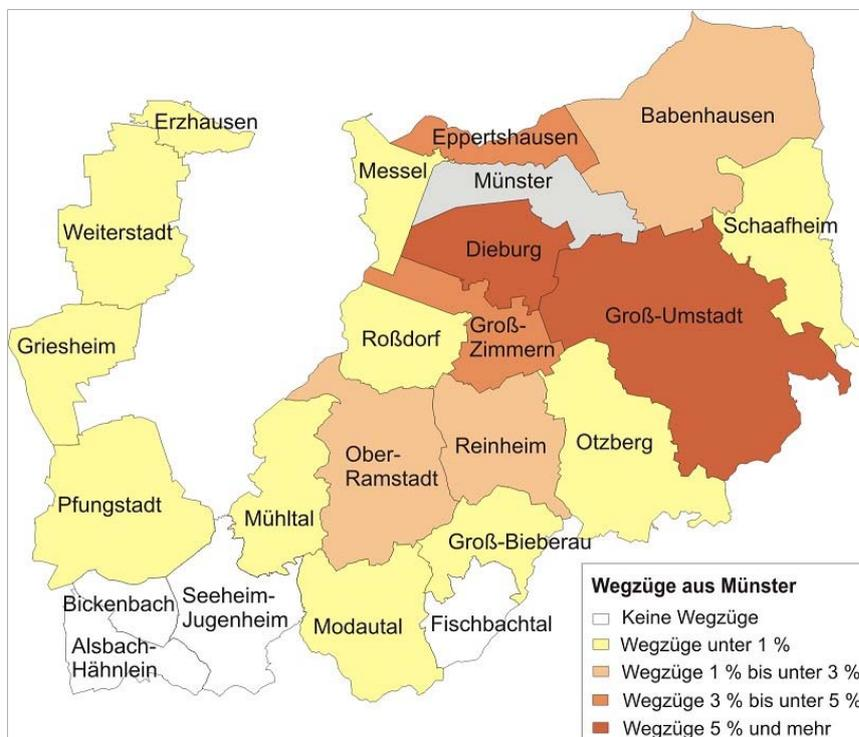 Babenhausen
Erzhausen
Eppertshausen
Messel
Münster
Schaafheim
Weiterstadt
Dieburg
Groß-Umstadt
Griesheim
Roßdorf
Groß-
Zimmern
Otzberg
Reinheim
Ober-
Ramstadt
Pfungstadt
Mühltal
Groß-Bieberau
Bickenbach
Seeheim-
Jugenheim
Modautal
Fischbachtal
Alsbach-
Hähnlein
Wegzüge aus Münster
Keine Wegzüge
Wegzüge unter 1 %
Wegzüge 1 % bis unter 3 %
Wegzüge 3 % bis unter 5 %
Wegzüge 5 % und mehr